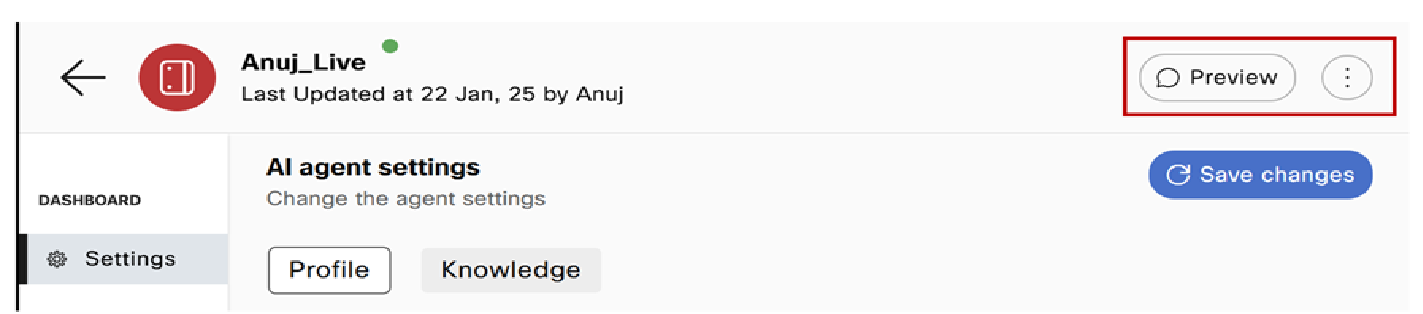 Anuj_Live
Last Updated at 22 Jan, 25 by Anuj
Preview
AI agent settings
Change the agent settings
Save changes
DASHBOARD
Settings
Profile
Knowledge